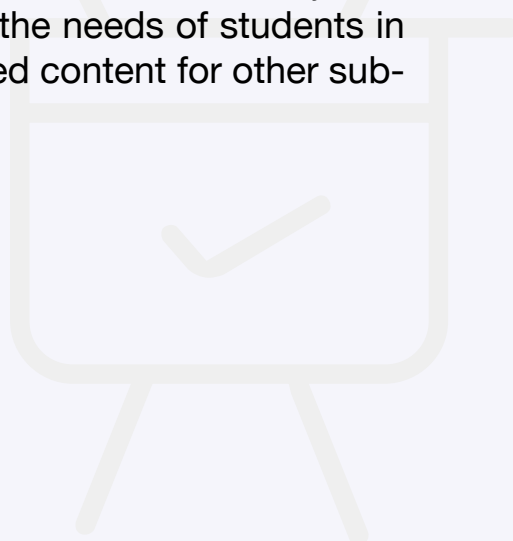 the needs of students in
ed content for other sub-